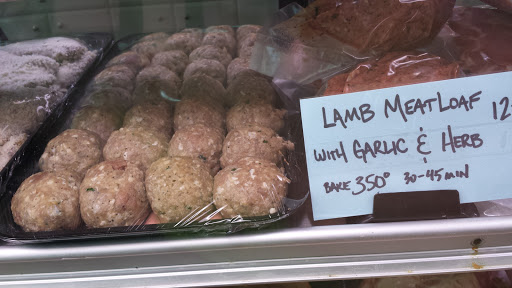 LAMB MEATLOAF 12
WITH GARLIC & HERB
BAKE 350° 30-45 MIN